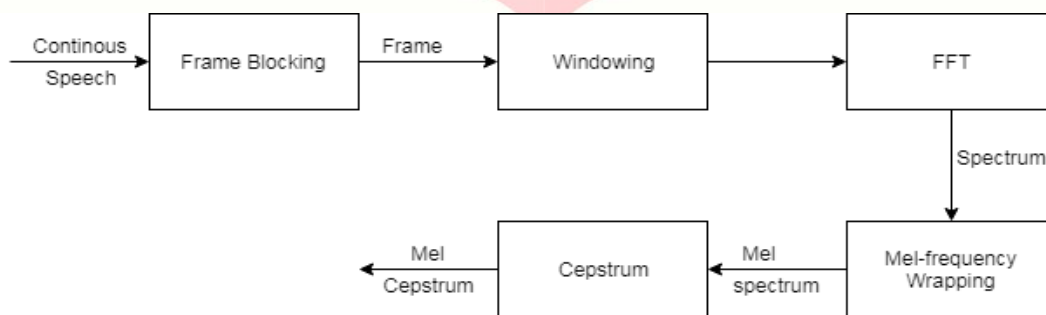 Continous
Speech
Frame Blocking
Frame
Windowing
FFT
Spectrum
Mel-frequency
Wrapping
Mel
spectrum
Cepstrum
Mel
Cepstrum